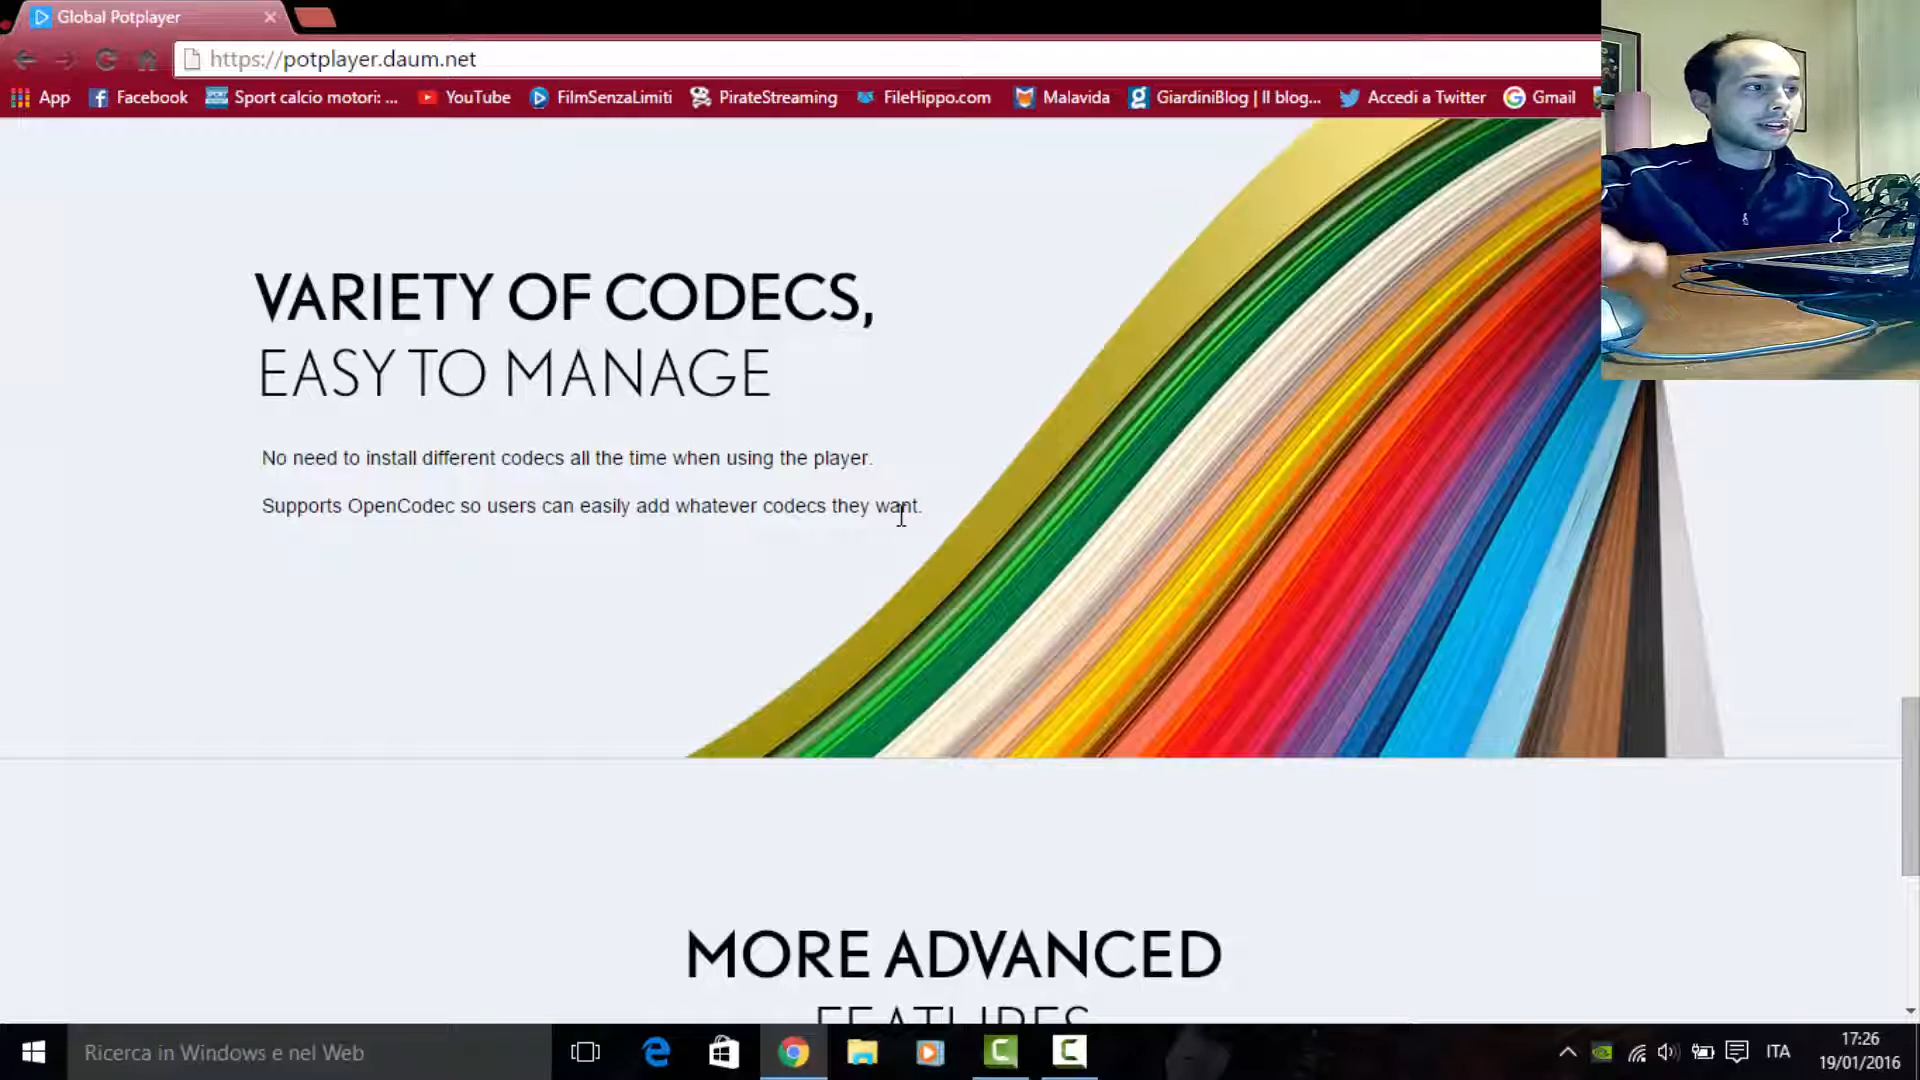 Global Potplayer
https://potplayer.daum.net
App
Facebook
Sport calcio motori: ...
YouTube
FilmSenzaLimiti
PirateStreaming
FileHippo.com
Malavida
GiardiniBlog | Il blog...
Accedi a Twitter
Gmail
VARIETY OF CODECS,
EASY TO MANAGE
No need to install different codecs all the time when using the player.
Supports OpenCodec so users can easily add whatever codecs they want.
MORE ADVANCED
FEATURES
Ricerca in Windows e nel Web
ITA
17:26
19/01/2016